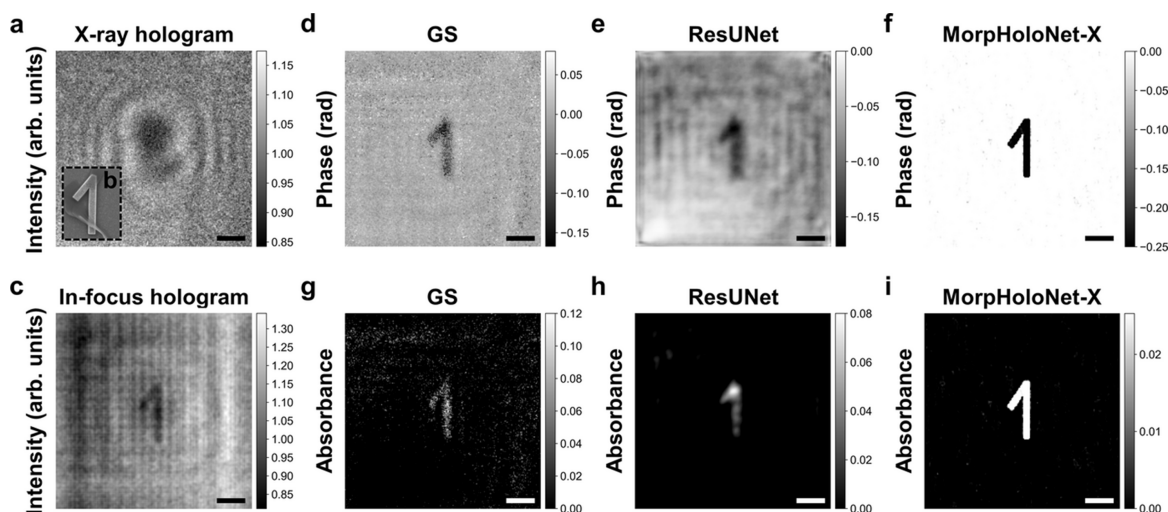 a X-ray hologram
Intensity (arb. units)
1.15
1.10
1.05
1.00
0.95
0.90
0.85
b
d GS
Phase (rad)
0.05
0.00
−0.05
−0.10
−0.15
e ResUNet
Phase (rad)
0.00
−0.05
−0.10
−0.15
f MorpHoloNet-X
Phase (rad)
0.00
−0.05
−0.10
−0.15
−0.20
−0.25
c In-focus hologram
Intensity (arb. units)
1.30
1.25
1.20
1.15
1.10
1.05
1.00
0.95
0.90
0.85
g GS
Absorbance
0.12
0.10
0.08
0.06
0.04
0.02
0.00
h ResUNet
Absorbance
0.08
0.06
0.04
0.02
0.00
i MorpHoloNet-X
Absorbance
0.02
0.01
0.00